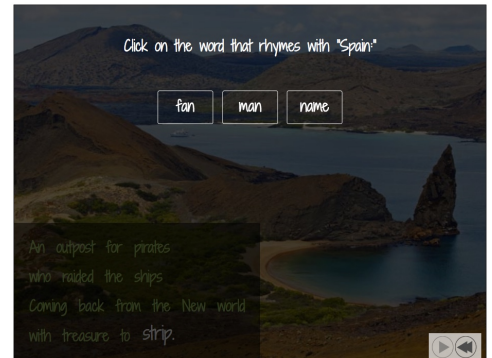 Click on the word that rhymes with "Spain:"
fan
man
name
An outpost for pirates
who raided the ships
Coming back from the New world
with treasure to strip.